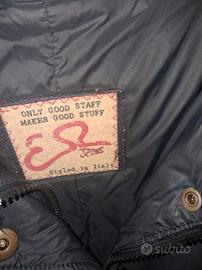 ONLY GOOD STAFF
MAKES GOOD STUFF
Styled in Italy
subito